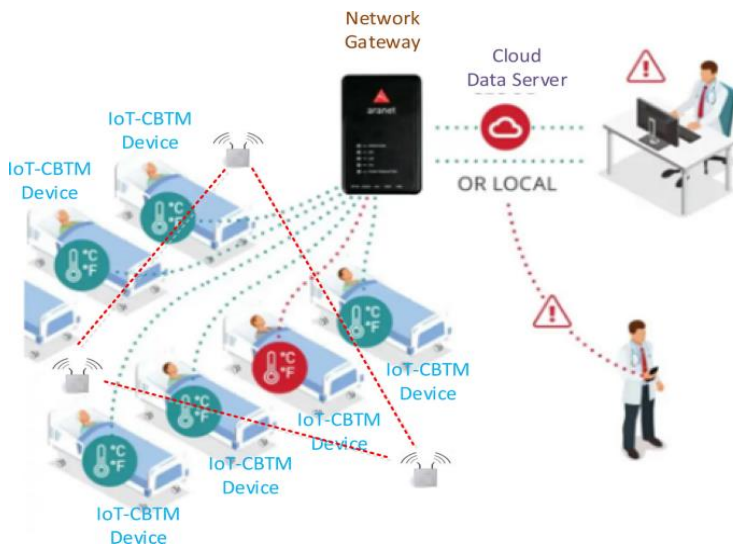 Network
Gateway
Cloud
Data Server
aranet
OR LOCAL
IoT-CBTM
Device
IoT-CBTM
Device
°C
°F
°C
°F
°C
°F
°C
°F
°C
°F
°C
°F
IoT-CBTM
Device
IoT-CBTM
Device
IoT-CBTM
Device
IoT-CBTM
Device